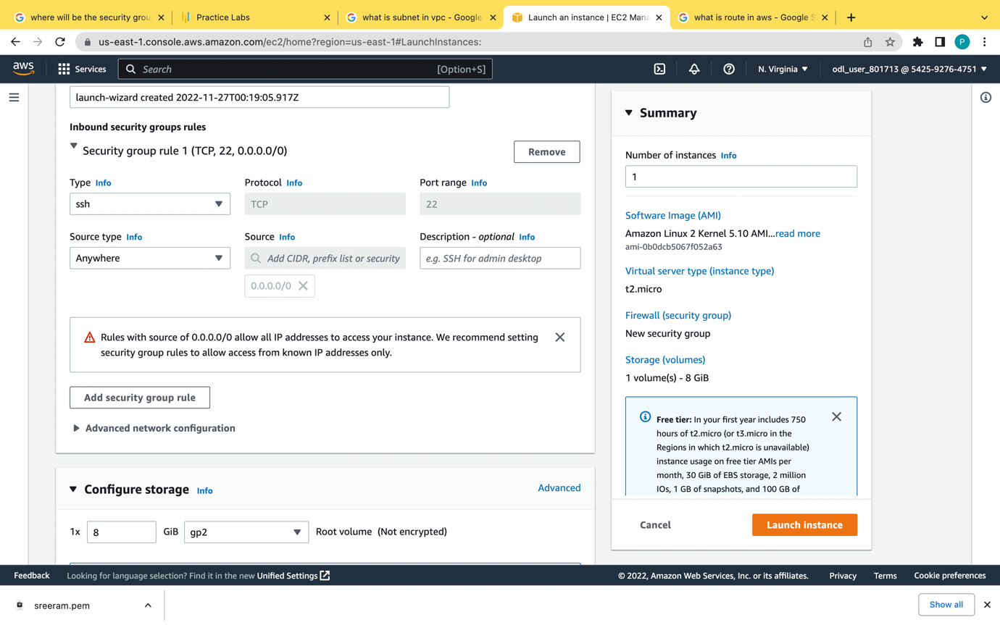 where will be the security grou
Practice Labs
what is subnet in vpc - Google
Launch an instance | EC2 Mana
what is route in aws - Google S
us-east-1.console.aws.amazon.com/ec2/home?region=us-east-1#LaunchInstances:
P
aws
Services
Search
[Option+S]
N. Virginia
odl_user_801713 @ 5425-9276-4751
launch-wizard created 2022-11-27T00:19:05.917Z
Inbound security groups rules
Security group rule 1 (TCP, 22, 0.0.0.0/0)
Remove
Type Info
Protocol Info
Port range Info
ssh
TCP
22
Source type Info
Source Info
Description - optional Info
Anywhere
Add CIDR, prefix list or security
e.g. SSH for admin desktop
0.0.0.0/0
Rules with source of 0.0.0.0/0 allow all IP addresses to access your instance. We recommend setting
security group rules to allow access from known IP addresses only.
Add security group rule
Advanced network configuration
Configure storage Info
Advanced
1x
8
GiB
gp2
Root volume (Not encrypted)
Summary
Number of instances Info
1
Software Image (AMI)
Amazon Linux 2 Kernel 5.10 AMI...read more
ami-0b0dcb5067f052a63
Virtual server type (instance type)
t2.micro
Firewall (security group)
New security group
Storage (volumes)
1 volume(s) - 8 GiB
Free tier: In your first year includes 750
hours of t2.micro (or t3.micro in the
Regions in which t2.micro is unavailable)
instance usage on free tier AMIs per
month, 30 GiB of EBS storage, 2 million
IOs, 1 GB of snapshots, and 100 GB of
Cancel
Launch instance
Feedback
Looking for language selection? Find it in the new Unified Settings
© 2022, Amazon Web Services, Inc. or its affiliates.
Privacy
Terms
Cookie preferences
sreeram.pem
Show all